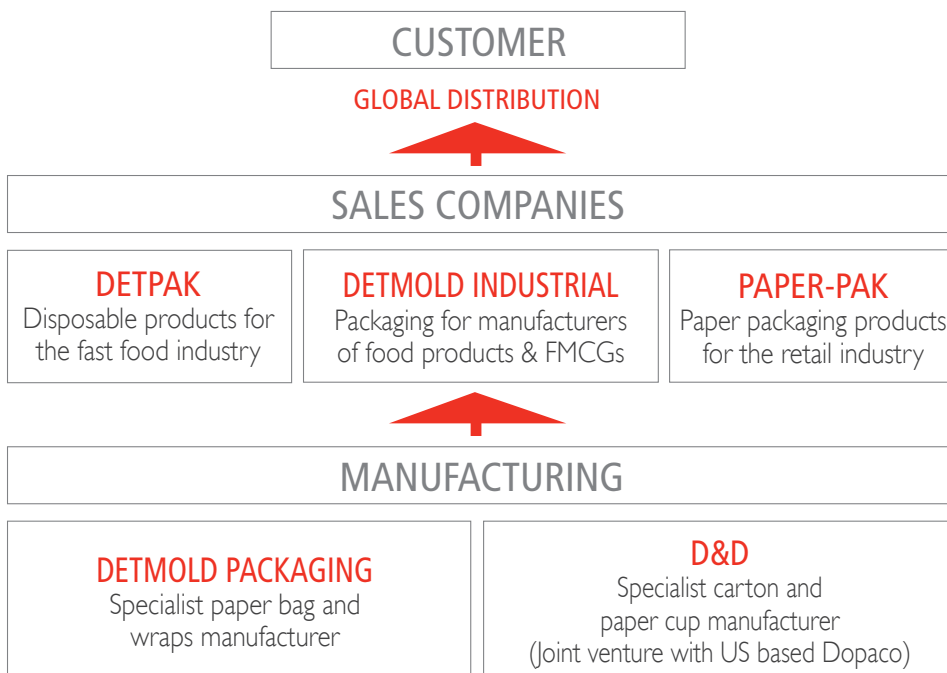 CUSTOMER
GLOBAL DISTRIBUTION
SALES COMPANIES
DETPAK
Disposable products for
the fast food industry
DETMOLD INDUSTRIAL
Packaging for manufacturers
of food products & FMCGs
PAPER-PAK
Paper packaging products
for the retail industry
MANUFACTURING
DETMOLD PACKAGING
Specialist paper bag and
wraps manufacturer
D&D
Specialist carton and
paper cup manufacturer
(Joint venture with US based Dopaco)